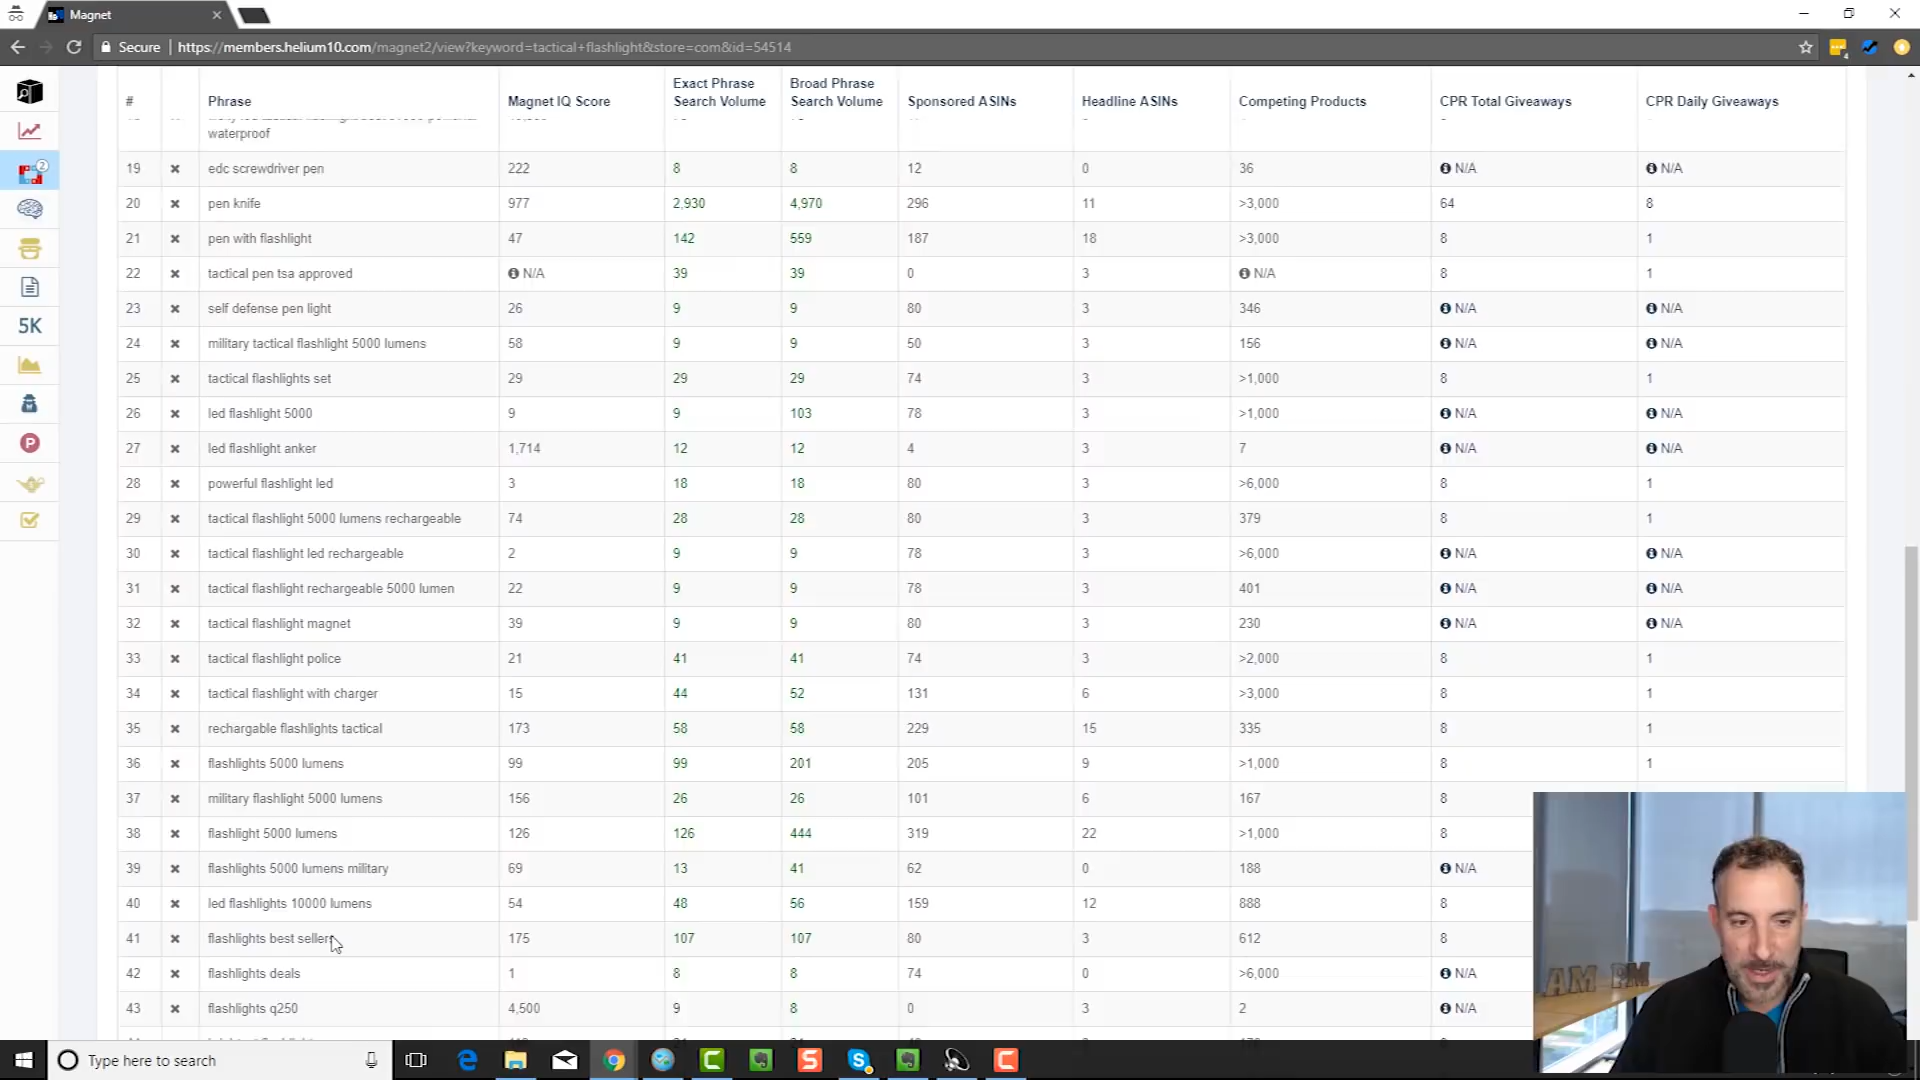 Magnet
Secure | https://members.helium10.com/magnet2/view?keyword=tactical+flashlight&store=com&id=54514
# Phrase Magnet IQ Score Exact Phrase Search Volume Broad Phrase Search Volume Sponsored ASINs Headline ASINs Competing Products CPR Total Giveaways CPR Daily Giveaways
waterproof
19 edc screwdriver pen 222 8 8 12 0 36 N/A N/A
2
20 pen knife 977 2,930 4,970 296 11 >3,000 64 8
21 pen with flashlight 47 142 559 187 18 >3,000 8 1
22 tactical pen tsa approved N/A 39 39 0 3 N/A 8 1
23 self defense pen light 26 9 9 80 3 346 N/A N/A
5K
24 military tactical flashlight 5000 lumens 58 9 9 50 3 156 N/A N/A
25 tactical flashlights set 29 29 29 74 3 >1,000 8 1
26 led flashlight 5000 9 9 103 78 3 >1,000 N/A N/A
P
27 led flashlight anker 1,714 12 12 4 3 7 N/A N/A
28 powerful flashlight led 3 18 18 80 3 >6,000 8 1
29 tactical flashlight 5000 lumens rechargeable 74 28 28 80 3 379 8 1
30 tactical flashlight led rechargeable 2 9 9 78 3 >6,000 N/A N/A
31 tactical flashlight rechargeable 5000 lumen 22 9 9 78 3 401 N/A N/A
32 tactical flashlight magnet 39 9 9 80 3 230 N/A N/A
33 tactical flashlight police 21 41 41 74 3 >2,000 8 1
34 tactical flashlight with charger 15 44 52 131 6 >3,000 8 1
35 rechargable flashlights tactical 173 58 58 229 15 335 8 1
36 flashlights 5000 lumens 99 99 201 205 9 >1,000 8 1
37 military flashlight 5000 lumens 156 26 26 101 6 167 8
38 flashlight 5000 lumens 126 126 444 319 22 >1,000 8
39 flashlights 5000 lumens military 69 13 41 62 0 188 N/A
40 led flashlights 10000 lumens 54 48 56 159 12 888 8
41 flashlights best sellers 175 107 107 80 3 612 8
42 flashlights deals 1 8 8 74 0 >6,000 N/A
43 flashlights q250 4,500 9 8 0 3 2 N/A
AM PM
Type here to search